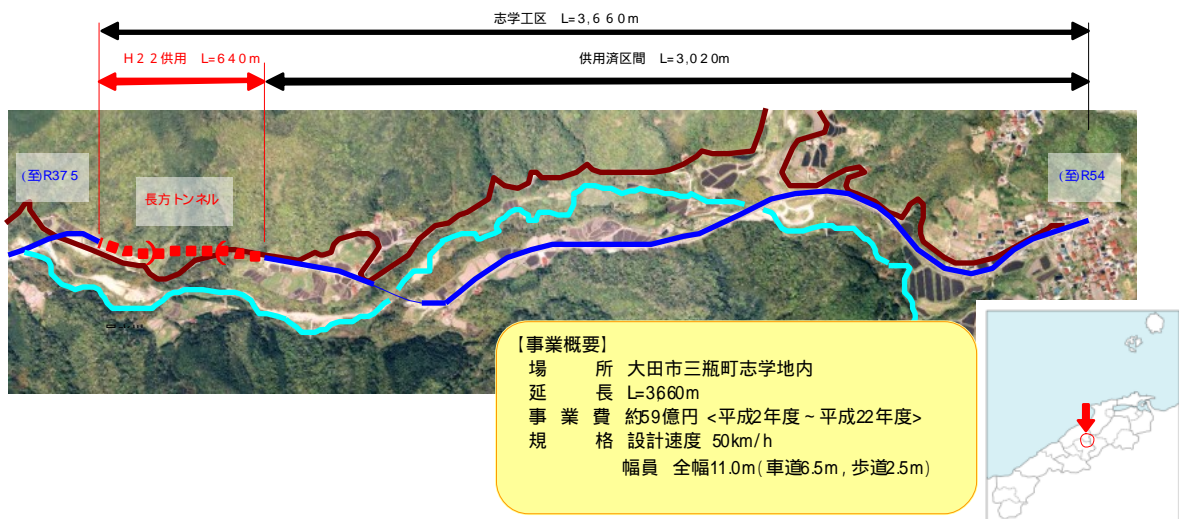 志学工区 L=3,660m
H22供用 L=640m
供用済区間 L=3,020m
(至)R375
長方トンネル
(至)R54
【事業概要】
場 所 大田市三瓶町志学地内
延 長 L=3,660m
事 業 費 約59億円 <平成2年度~平成22年度>
規 格 設計速度 50km/h
幅員 全幅11.0m(車道6.5m, 歩道2.5m)